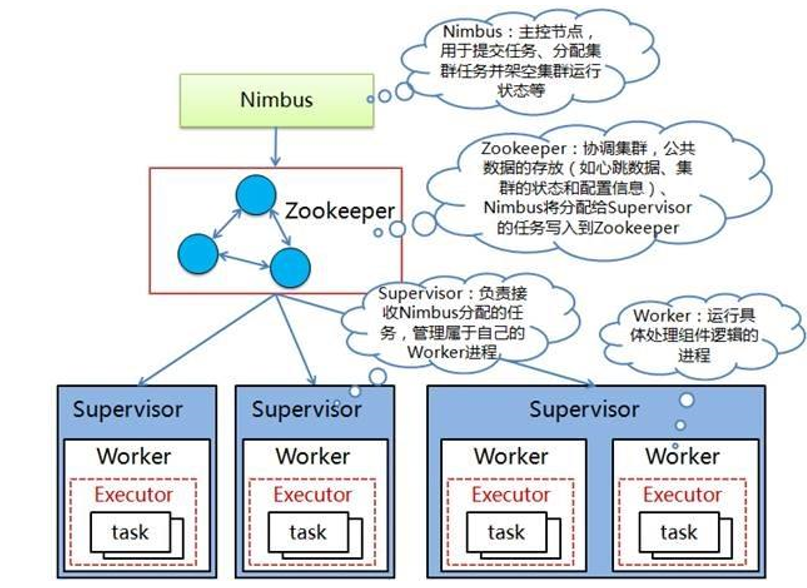 Nimbus：主控节点，
用于提交任务、分配集
群任务并架空集群运行
状态等
Nimbus
Zookeeper：协调集群，公共
数据的存放（如心跳数据、集
群的状态和配置信息）、
Nimbus将分配给Supervisor
的任务写入到Zookeeper
Zookeeper
Supervisor：负责接
收Nimbus分配的任
务，管理属于自己的
Worker进程
Worker：运行具
体处理组件逻辑的
进程
Supervisor
Supervisor
Supervisor
Worker
Worker
Worker
Worker
Executor
Executor
Executor
Executor
task
task
task
task